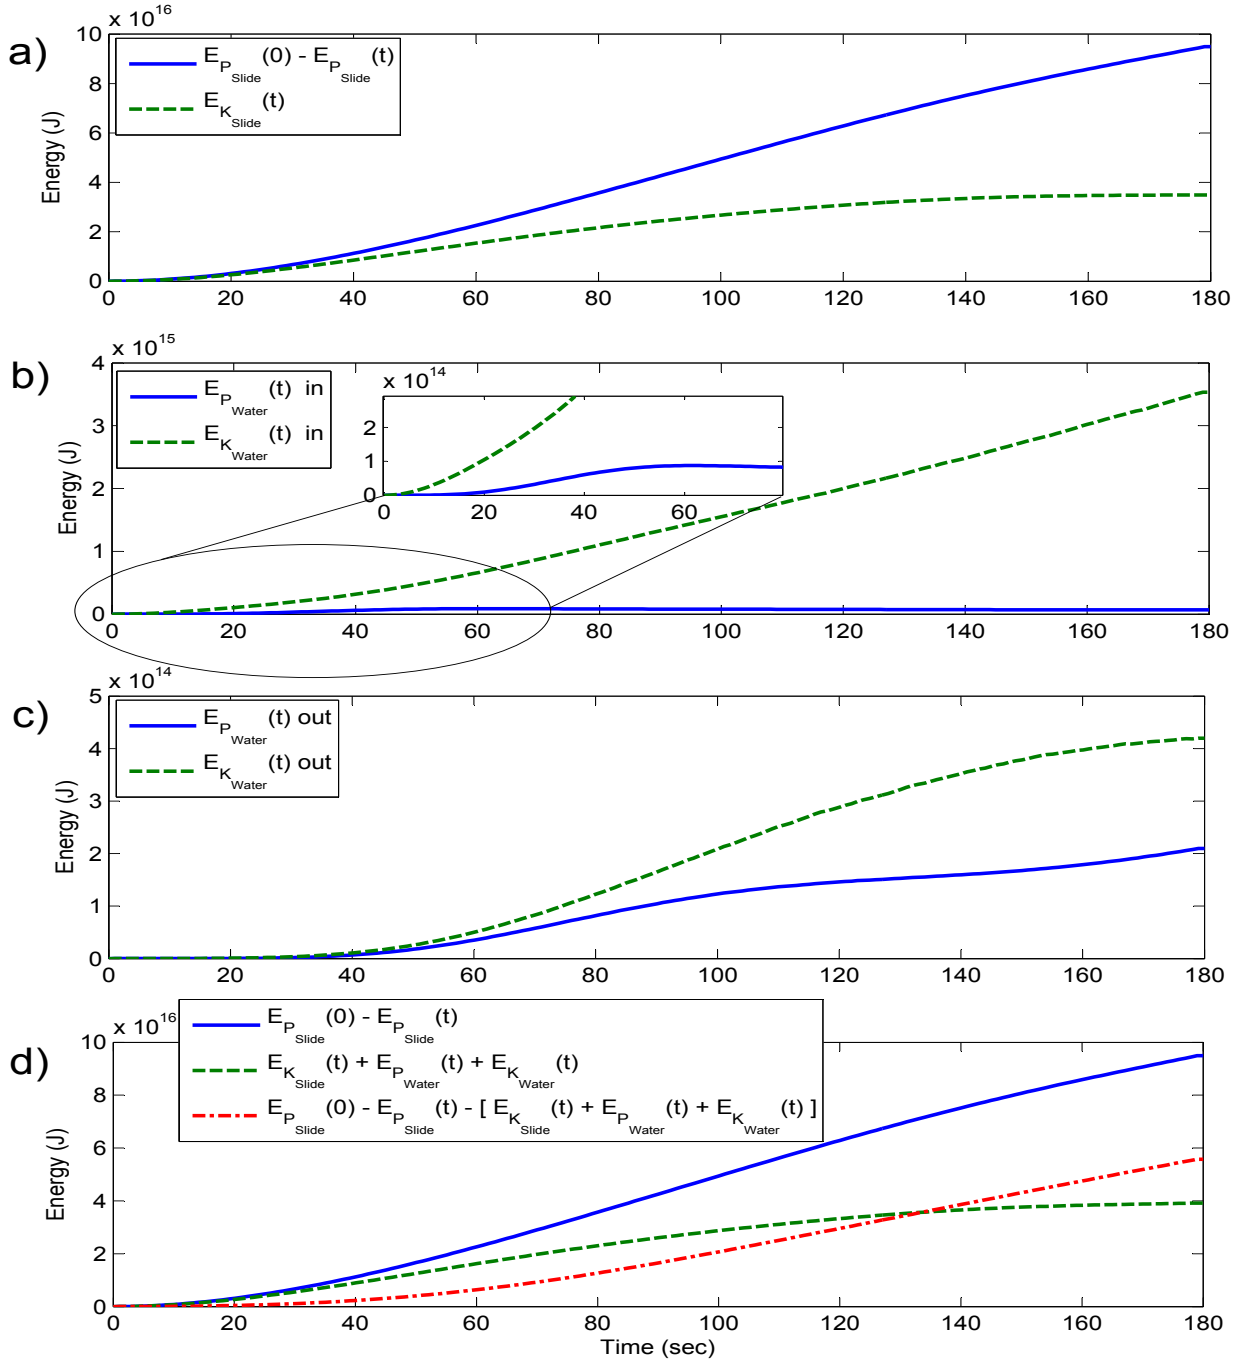 a)
x 10^16
E_P_Slide (0) - E_P_Slide (t)
E_K_Slide (t)
Energy (J)
10
8
6
4
2
0
0 20 40 60 80 100 120 140 160 180
b)
x 10^15
E_P_Water (t) in
E_K_Water (t) in
Energy (J)
4
3
2
1
0
x 10^14
2
1
0
0 20 40 60
0 20 40 60 80 100 120 140 160 180
c)
x 10^14
E_P_Water (t) out
E_K_Water (t) out
Energy (J)
5
4
3
2
1
0
0 20 40 60 80 100 120 140 160 180
d)
x 10^16
E_P_Slide (0) - E_P_Slide (t)
E_K_Slide (t) + E_P_Water (t) + E_K_Water (t)
E_P_Slide (0) - E_P_Slide (t) - [ E_K_Slide (t) + E_P_Water (t) + E_K_Water (t) ]
Energy (J)
10
8
6
4
2
0
0 20 40 60 80 100 120 140 160 180
Time (sec)